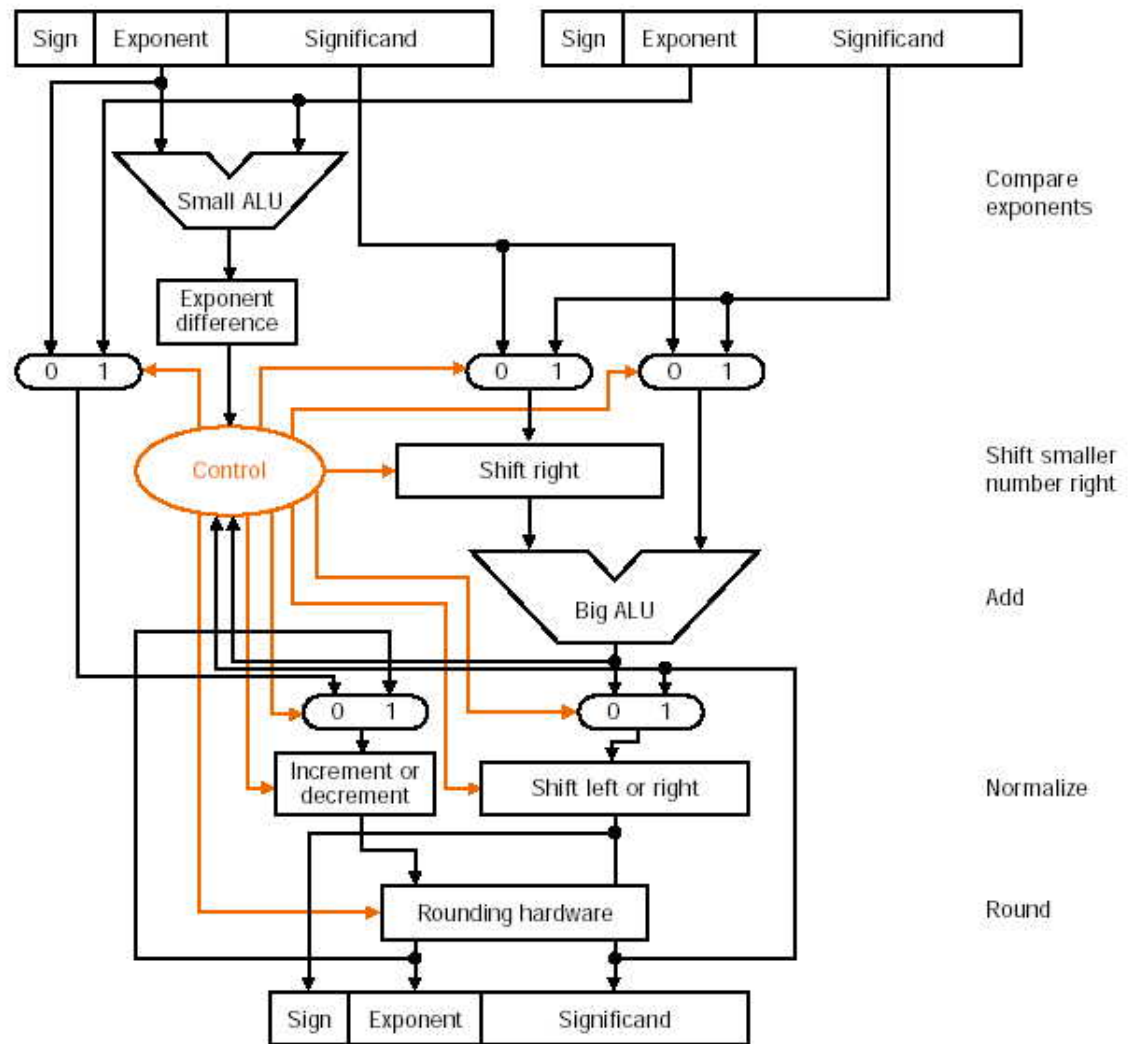 Sign Exponent Significand Sign Exponent Significand
Small ALU
Compare
exponents
Exponent
difference
0 1 0 1 0 1
Control
Shift right
Shift smaller
number right
Big ALU
Add
0 1 0 1
Increment or
decrement
Shift left or right
Normalize
Rounding hardware
Round
Sign Exponent Significand